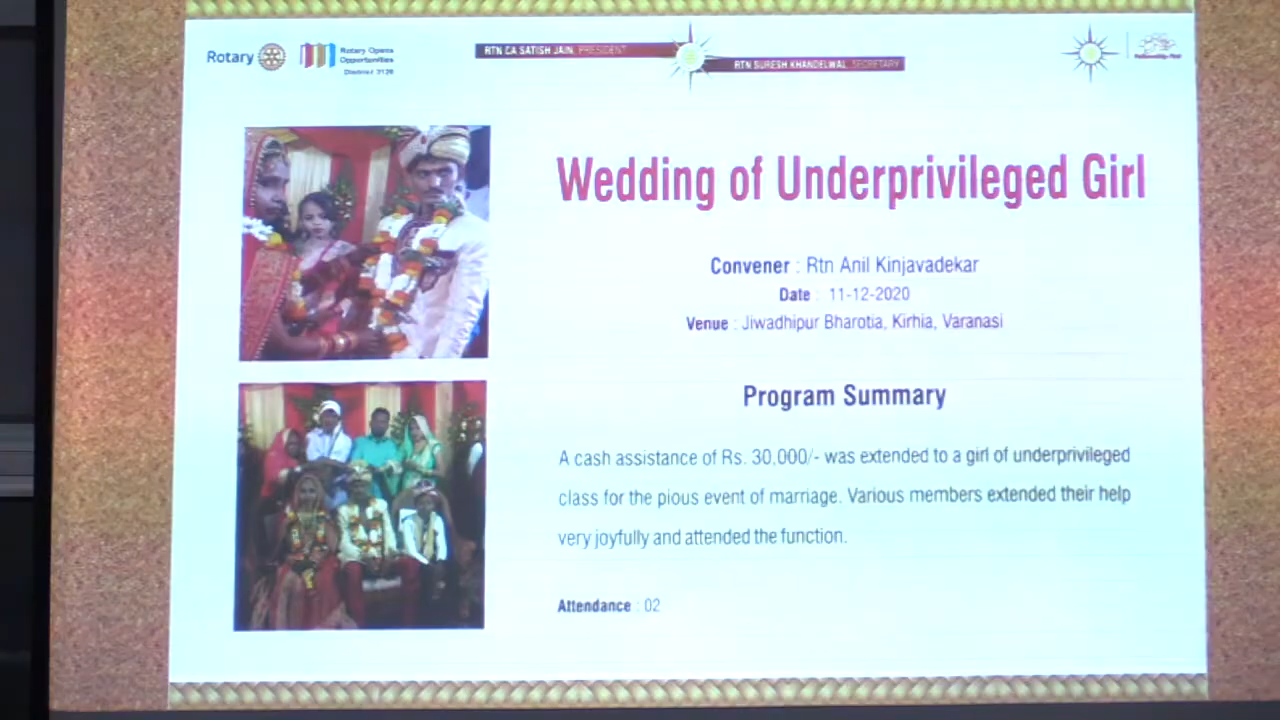 Rotary
Rotary Opens
Opportunities
District 3120
RTN CA SATISH JAIN, PRESIDENT
RTN SURESH KHANDELWAL, SECRETARY
Wedding of Underprivileged Girl
Convener : Rtn Anil Kinjavadekar
Date : 11-12-2020
Venue : Jiwadhipur Bharotia, Kirhia, Varanasi
Program Summary
A cash assistance of Rs. 30,000/- was extended to a girl of underprivileged
class for the pious event of marriage. Various members extended their help
very joyfully and attended the function.
Attendance : 02